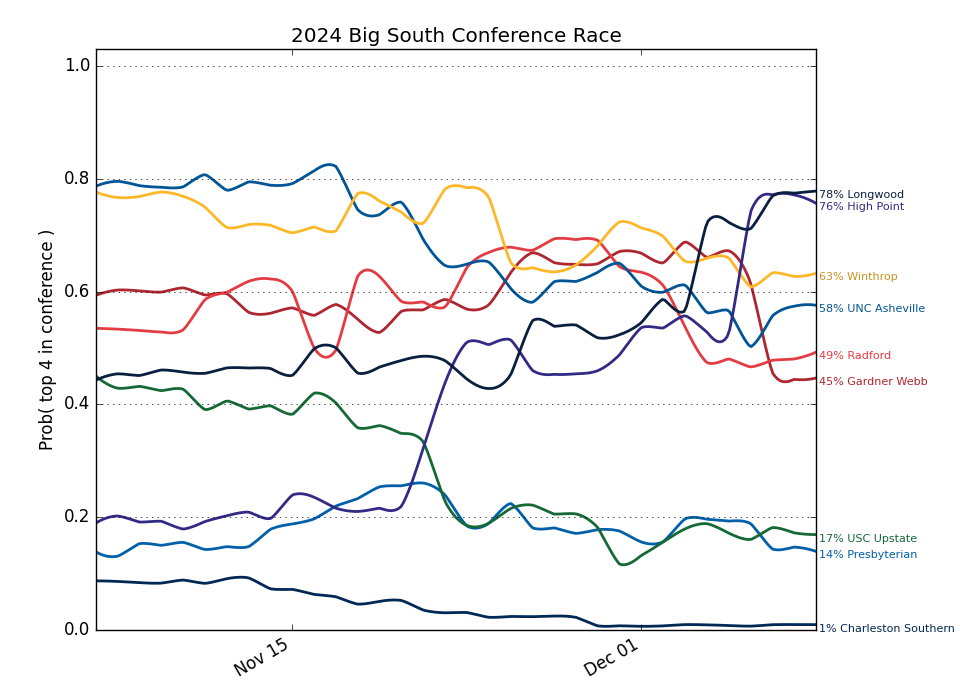 2024 Big South Conference Race
Prob( top 4 in conference )
1.0
0.8
0.6
0.4
0.2
0.0
Nov 15
Dec 01
78% Longwood
76% High Point
63% Winthrop
58% UNC Asheville
49% Radford
45% Gardner Webb
17% USC Upstate
14% Presbyterian
1% Charleston Southern